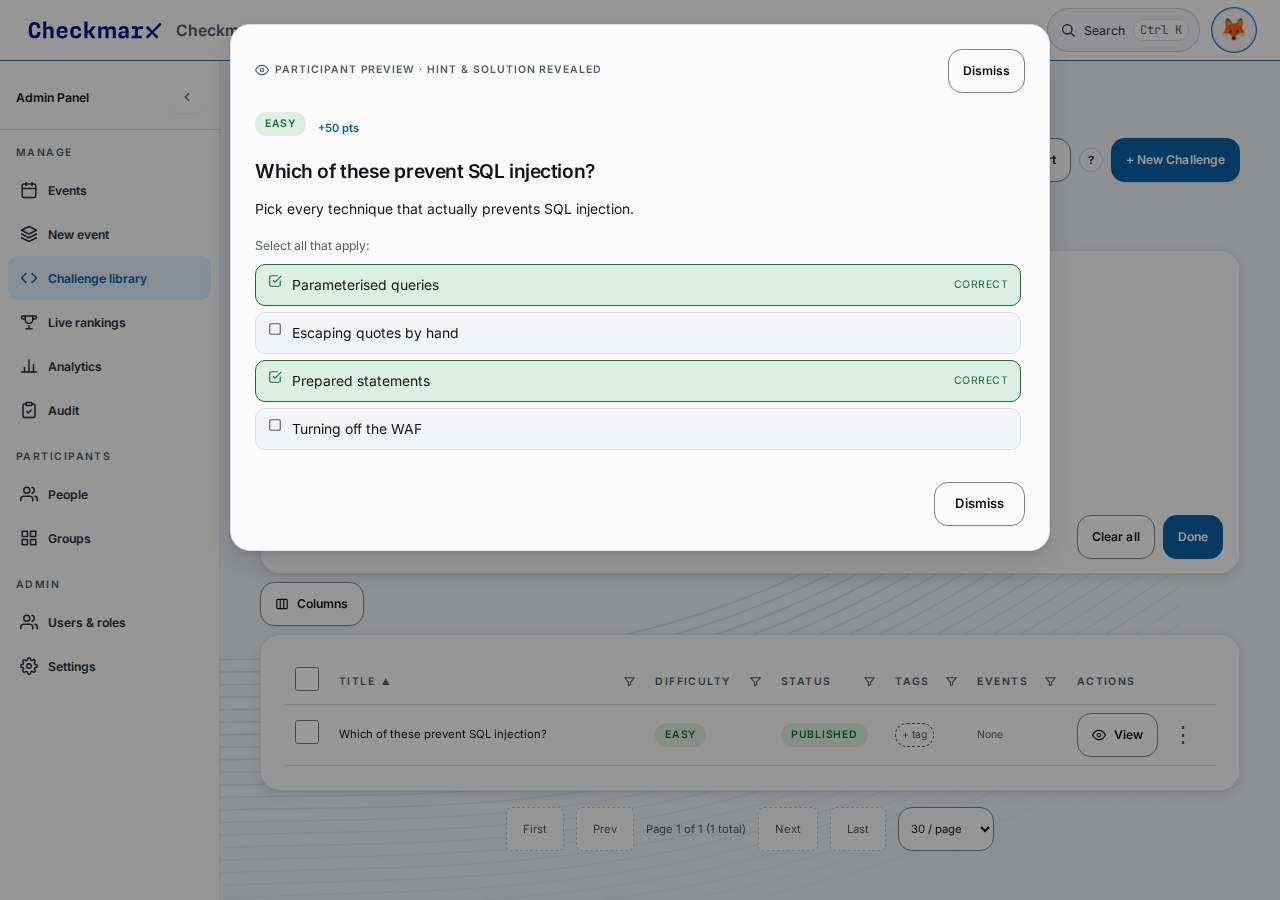 Checkmarx
Search Ctrl K
Admin Panel
MANAGE
Events
New event
Challenge library
Live rankings
Analytics
Audit
PARTICIPANTS
People
Groups
ADMIN
Users & roles
Settings
? + New Challenge
PARTICIPANT PREVIEW · HINT & SOLUTION REVEALED
Dismiss
EASY +50 pts
Which of these prevent SQL injection?
Pick every technique that actually prevents SQL injection.
Select all that apply:
Parameterised queries CORRECT
Escaping quotes by hand
Prepared statements CORRECT
Turning off the WAF
Dismiss
Clear all Done
Columns
TITLE ▲ DIFFICULTY STATUS TAGS EVENTS ACTIONS
Which of these prevent SQL injection? EASY PUBLISHED + tag None View
First Prev Page 1 of 1 (1 total) Next Last 30 / page